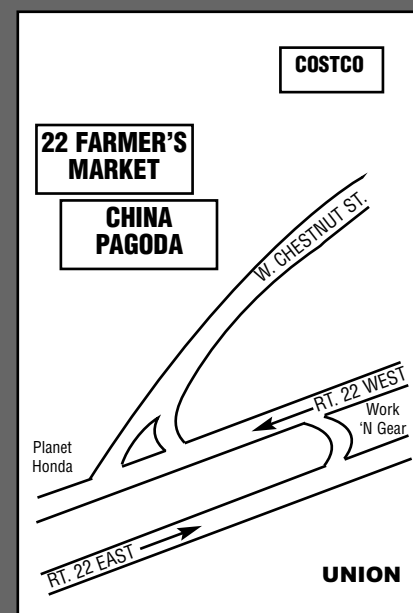 COSTCO
22 FARMER'S
MARKET
CHINA
PAGODA
W. CHESTNUT ST.
RT. 22 WEST
Work
'N Gear
Planet
Honda
RT. 22 EAST
UNION